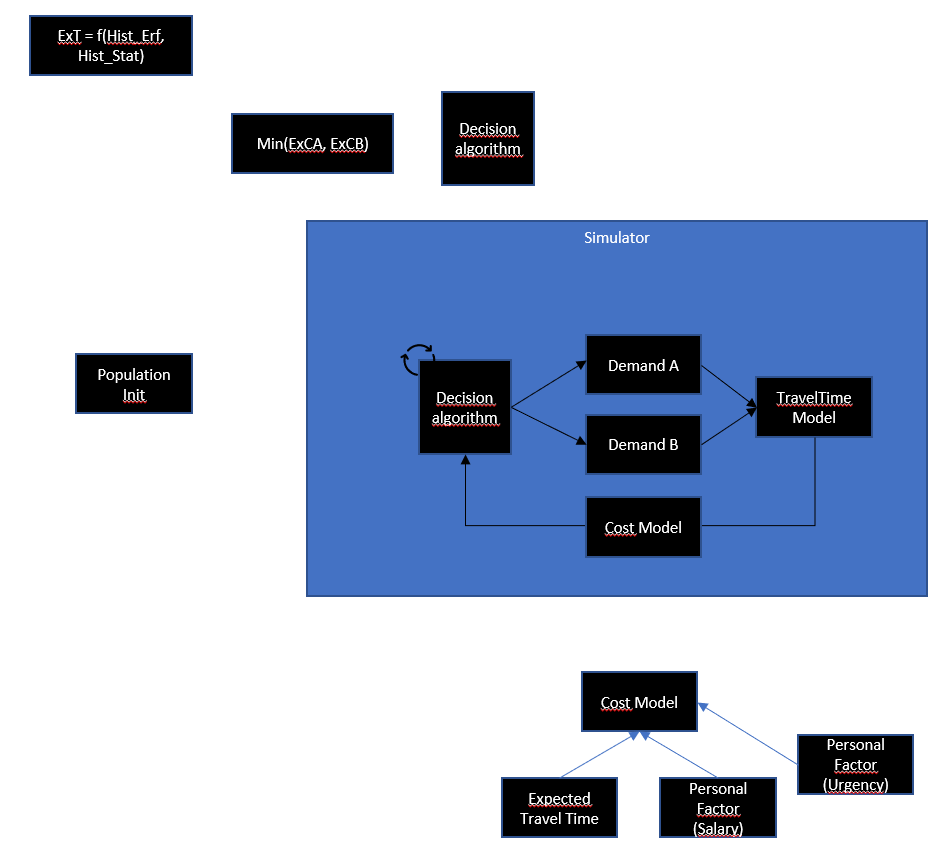 ExT = f(Hist_Erf,
Hist_Stat)
Min(ExCA, ExCB)
Decision
algorithm
Simulator
Population
Init
Decision
algorithm
Demand A
Demand B
TravelTime
Model
Cost Model
Cost Model
Expected
Travel Time
Personal
Factor
(Salary)
Personal
Factor
(Urgency)